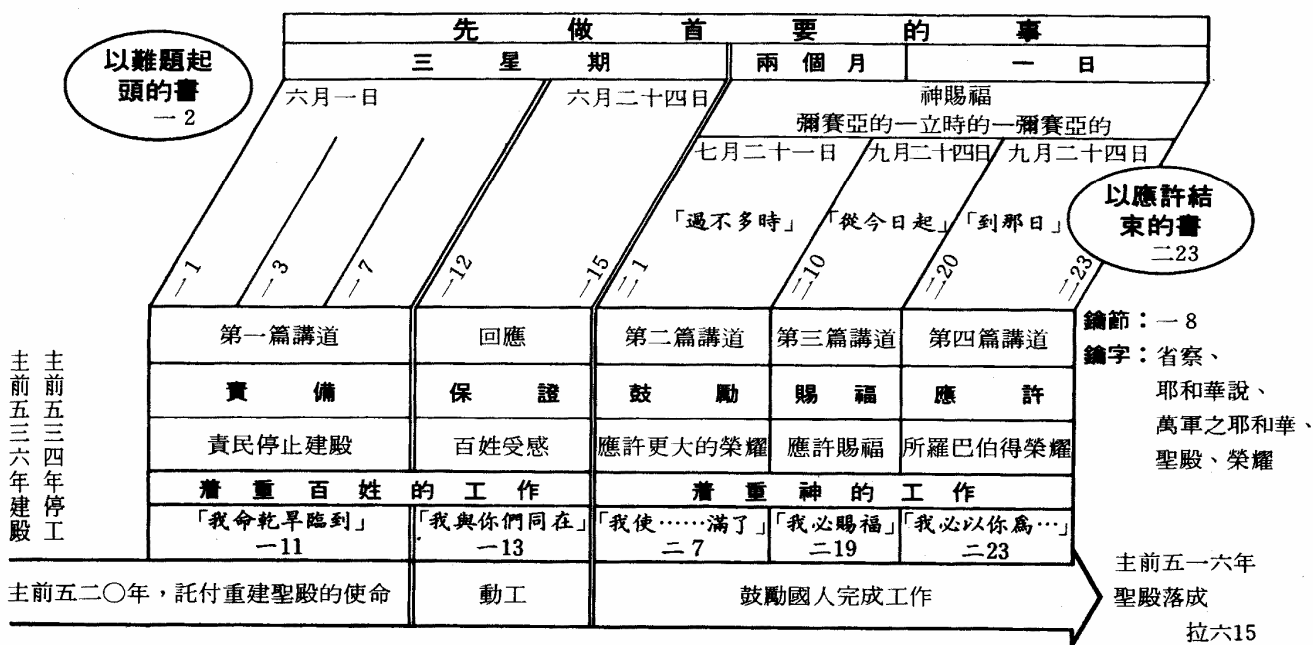 先做首要的事
三星期
兩個月
一日
以難題起
頭的書
一2
六月一日
六月二十四日
神賜福
彌賽亞的—立時的—彌賽亞的
七月二十一日
九月二十四日
九月二十四日
「過不多時」
「從今日起」
「到那日」
以應許結
束的書
二23
一1
一3
一7
一12
一15
二1
二10
二20
二23
第一篇講道
回應
第二篇講道
第三篇講道
第四篇講道
責備
保證
鼓勵
賜福
應許
責民停止建殿
百姓受感
應許更大的榮耀
應許賜福
所羅巴伯得榮耀
着重百姓的工作
着重神的工作
「我命乾旱臨到」
一11
「我與你們同在」
一13
「我使……滿了」
二7
「我必賜福」
二19
「我必以你爲…」
二23
鑰節：一8
鑰字：省察、
耶和華說、
萬軍之耶和華、
聖殿、榮耀
主前五三六年建殿
主前五三四年停工
主前五二〇年，託付重建聖殿的使命
動工
鼓勵國人完成工作
主前五一六年
聖殿落成
拉六15